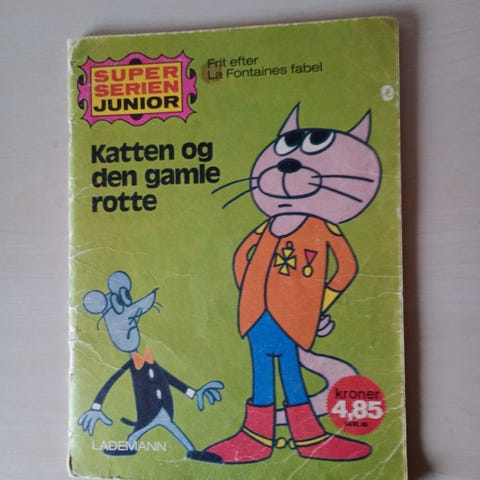 SUPER
SERIEN
JUNIOR
Frit efter
La Fontaines fabel
Katten og
den gamle
rotte
kroner
4,85
LADEMANN